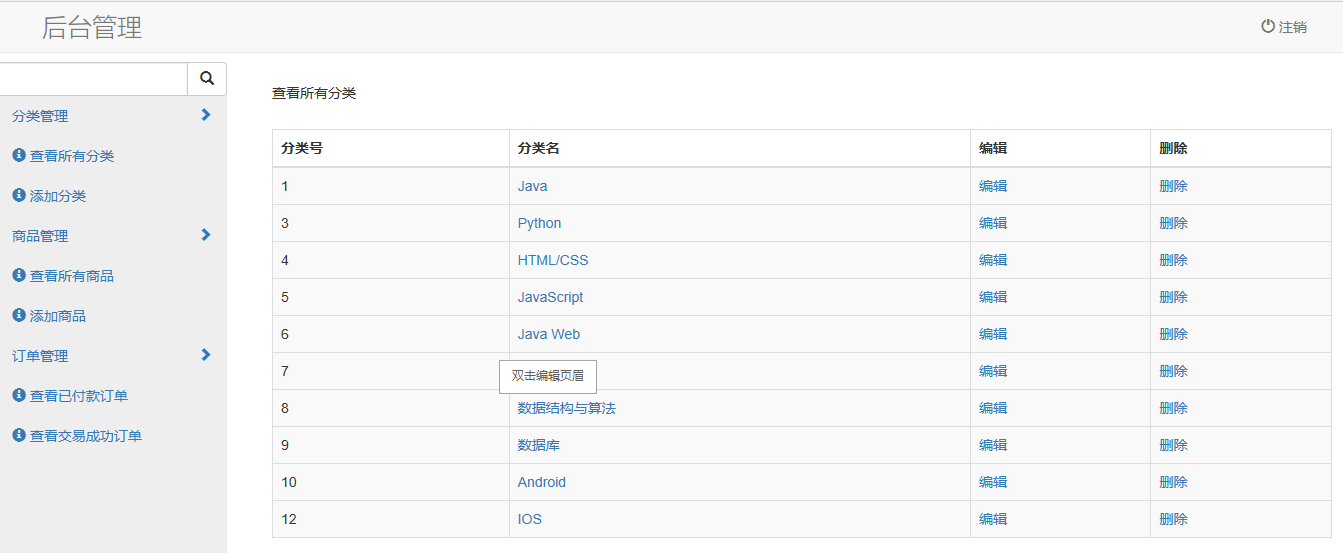 后台管理
注销
分类管理
查看所有分类
添加分类
商品管理
查看所有商品
添加商品
订单管理
查看已付款订单
查看交易成功订单
查看所有分类
分类号 分类名 编辑 删除
1 Java 编辑 删除
3 Python 编辑 删除
4 HTML/CSS 编辑 删除
5 JavaScript 编辑 删除
6 Java Web 编辑 删除
7 编辑 删除
双击编辑页眉
8 数据结构与算法 编辑 删除
9 数据库 编辑 删除
10 Android 编辑 删除
12 IOS 编辑 删除